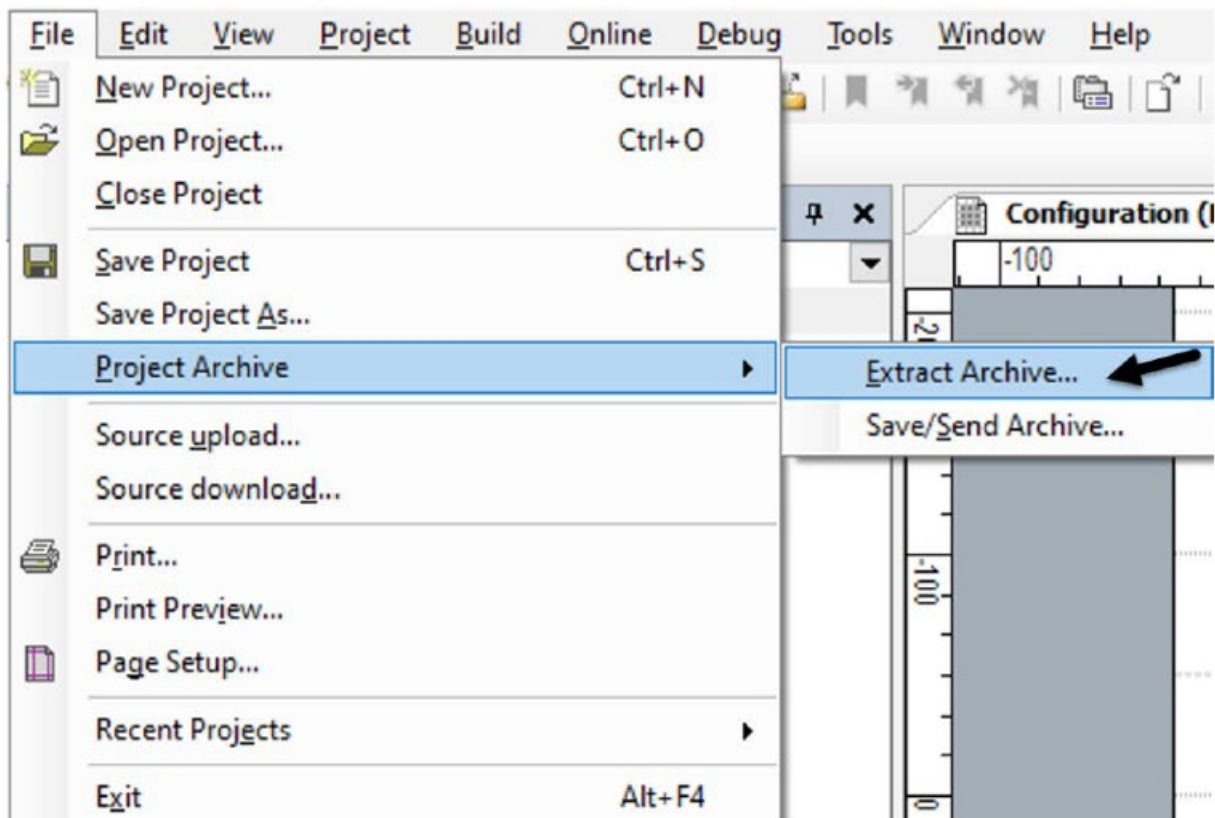 File Edit View Project Build Online Debug Tools Window Help
New Project... Ctrl+N
Open Project... Ctrl+O
Close Project
Configuration (
Save Project Ctrl+S
-100
Save Project As...
Project Archive
Extract Archive...
Save/Send Archive...
Source upload...
Source download...
Print...
-100
Print Preview...
Page Setup...
Recent Projects
Exit Alt+F4
0